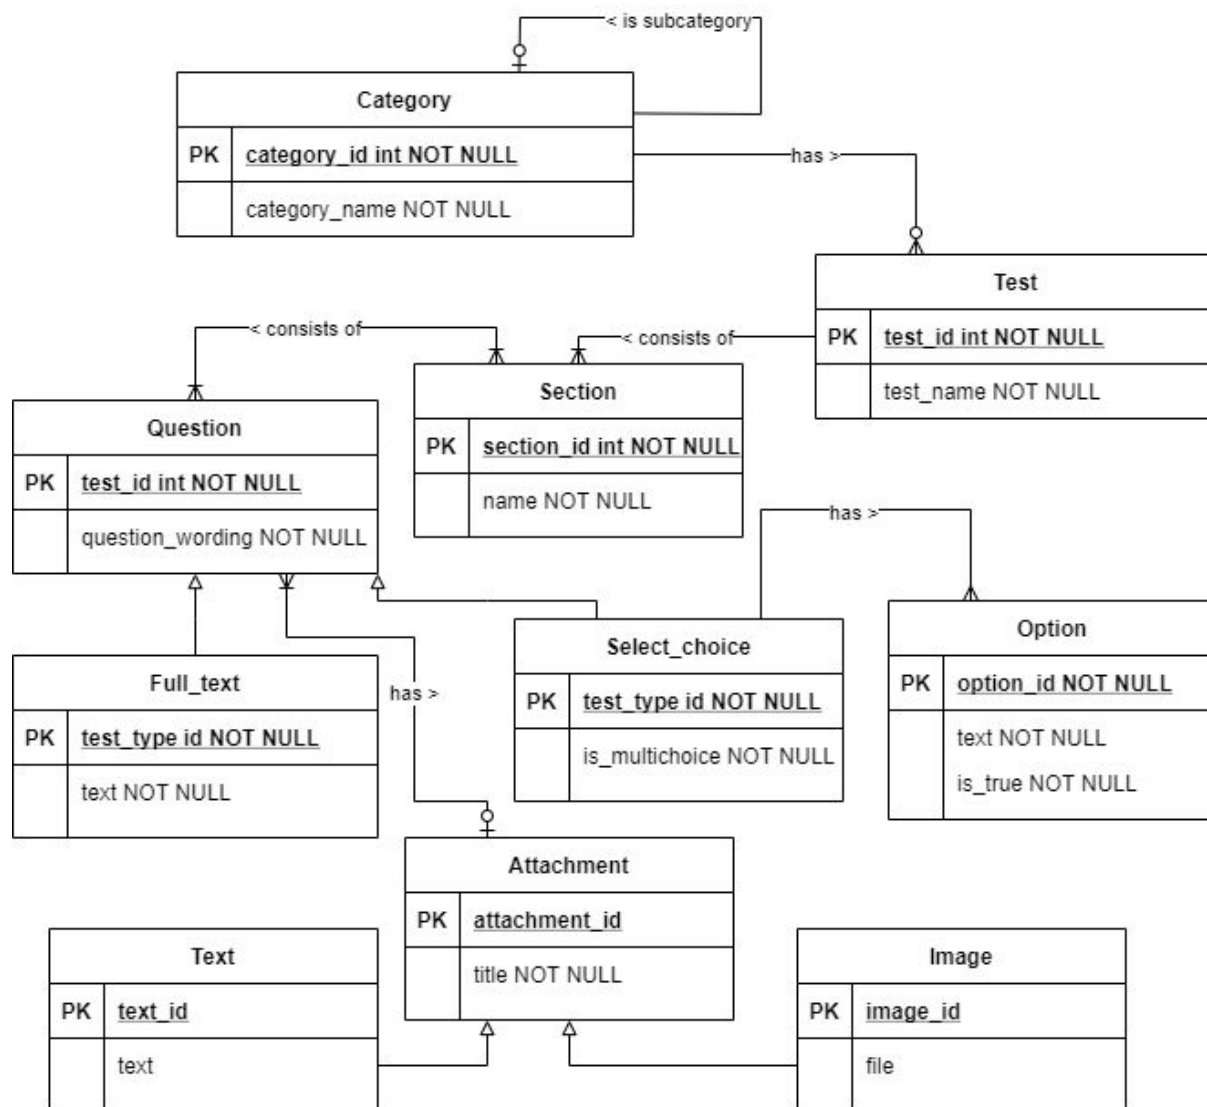 < is subcategory
Category
PK category_id int NOT NULL
category_name NOT NULL
has >
Test
PK test_id int NOT NULL
test_name NOT NULL
< consists of
< consists of
Section
PK section_id int NOT NULL
name NOT NULL
Question
PK test_id int NOT NULL
question_wording NOT NULL
has >
Select_choice
PK test_type id NOT NULL
is_multichoice NOT NULL
Option
PK option_id NOT NULL
text NOT NULL
is_true NOT NULL
Full_text
PK test_type id NOT NULL
text NOT NULL
has >
Attachment
PK attachment_id
title NOT NULL
Text
PK text_id
text
Image
PK image_id
file